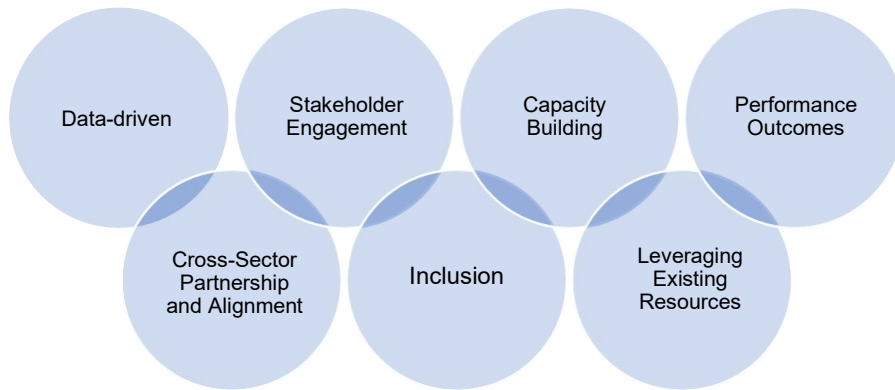 Data-driven
Stakeholder
Engagement
Capacity
Building
Performance
Outcomes
Cross-Sector
Partnership
and Alignment
Inclusion
Leveraging
Existing
Resources